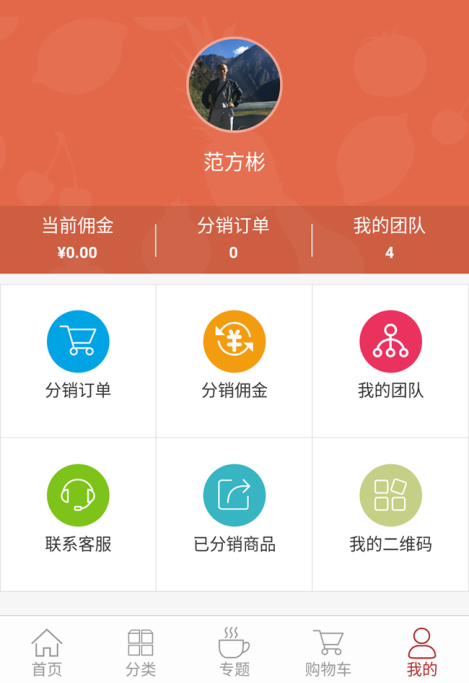 范方彬
当前佣金 分销订单 我的团队
¥0.00 0 4
分销订单 分销佣金 我的团队
联系客服 已分销商品 我的二维码
首页 分类 专题 购物车 我的